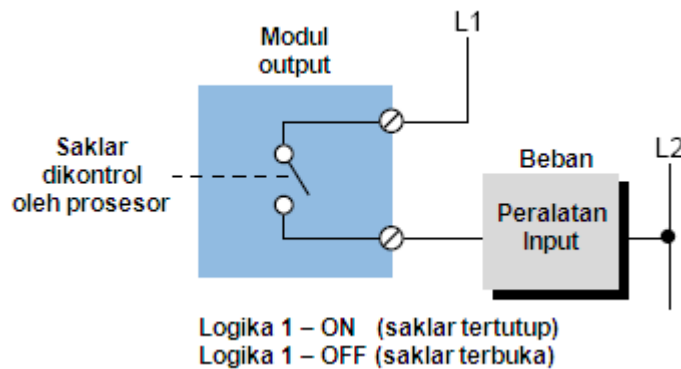 Modul
output
L1
Saklar
dikontrol
oleh prosesor
Beban
L2
Peralatan
Input
Logika 1 – ON (saklar tertutup)
Logika 1 – OFF (saklar terbuka)